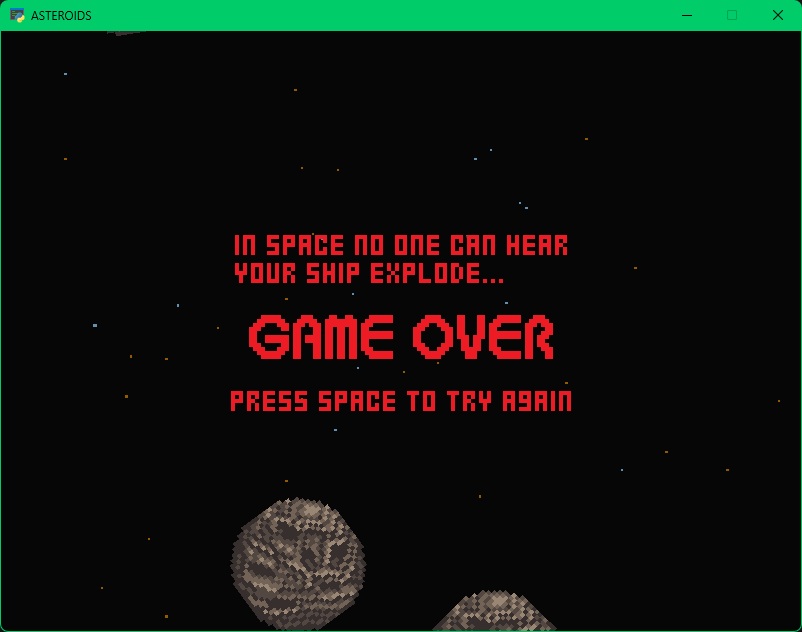 ASTEROIDS
IN SPACE NO ONE CAN HEAR
YOUR SHIP EXPLODE...
GAME OVER
PRESS SPACE TO TRY AGAIN